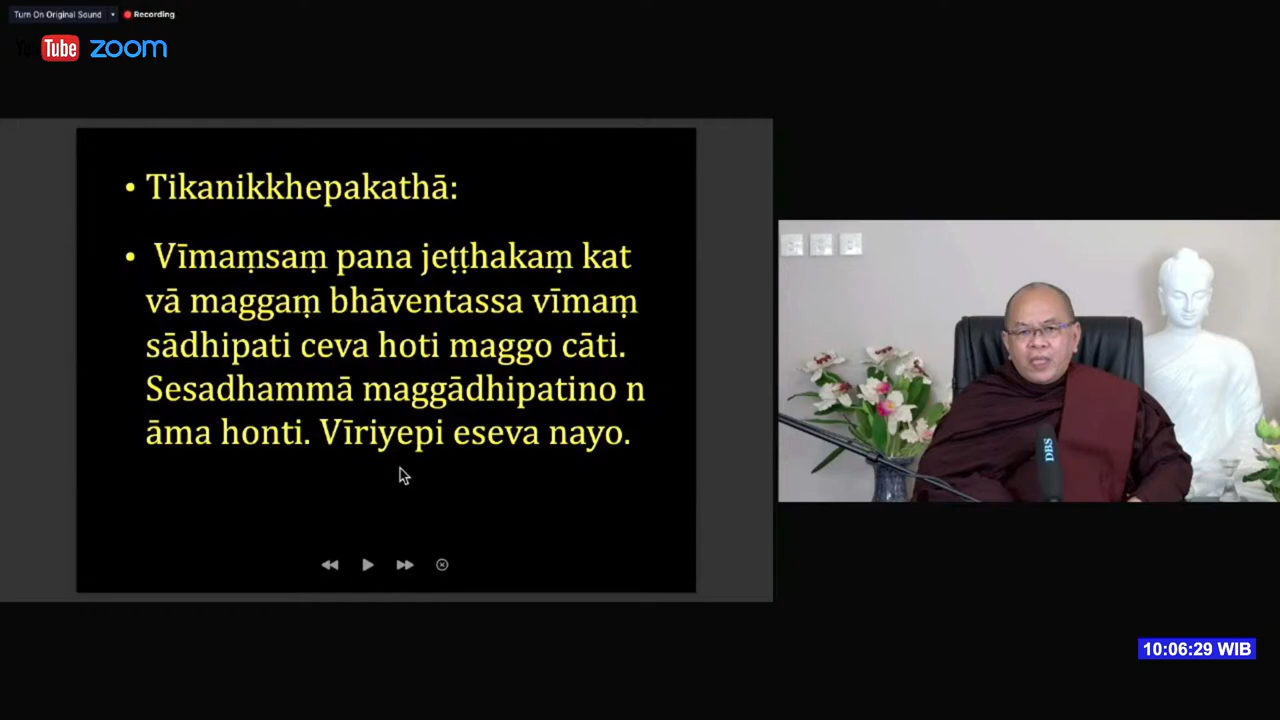 Turn On Original Sound
Recording
YouTube zoom
• Tikanikkhepakathā:
• Vīmaṃsaṃ pana jeṭṭhakaṃ kat
vā maggaṃ bhāventassa vīmaṃ
sādhipati ceva hoti maggo cāti.
Sesadhammā maggādhipatino n
āma honti. Vīriyepi eseva nayo.
DBS
10:06:29 WIB